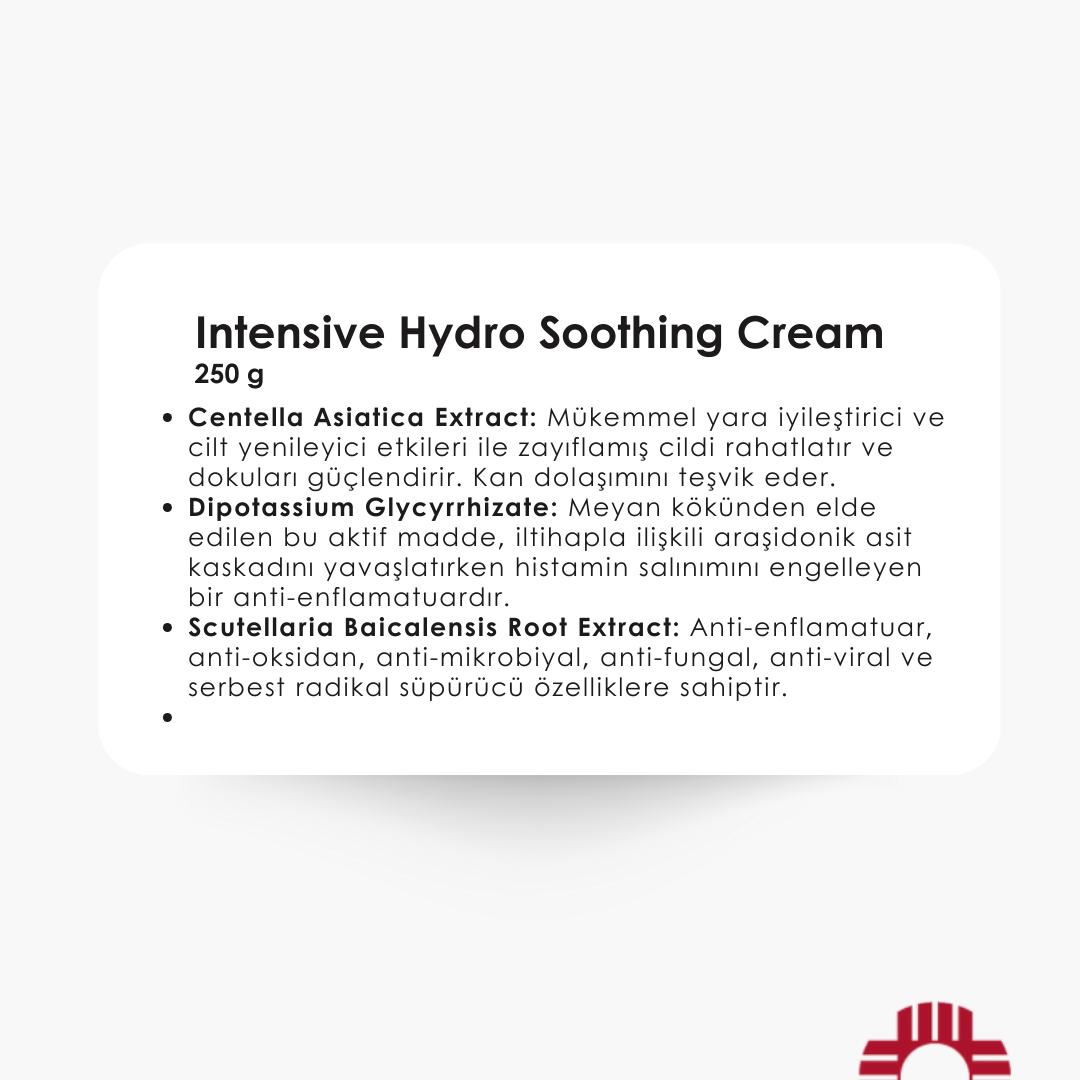 Intensive Hydro Soothing Cream
250 g
• Centella Asiatica Extract: Mükemmel yara iyileştirici ve
cilt yenileyici etkileri ile zayıflamış cildi rahatlatır ve
dokuları güçlendirir. Kan dolaşımını teşvik eder.
• Dipotassium Glycyrrhizate: Meyan kökünden elde
edilen bu aktif madde, iltihapla ilişkili araşidonik asit
kaskadını yavaşlatırken histamin salınımını engelleyen
bir anti-enflamatuardır.
• Scutellaria Baicalensis Root Extract: Anti-enflamatuar,
anti-oksidan, anti-mikrobiyal, anti-fungal, anti-viral ve
serbest radikal süpürücü özelliklere sahiptir.
•